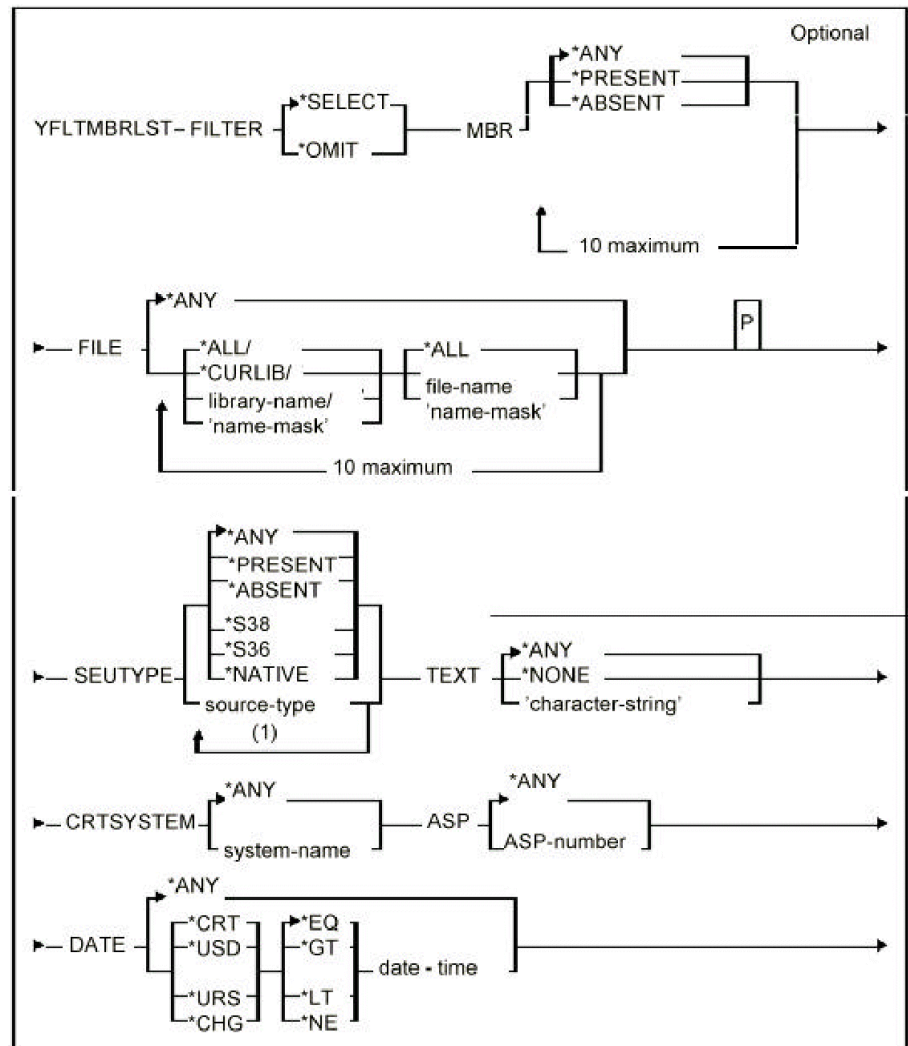 Optional
*ANY
*PRESENT
*ABSENT
*SELECT
YFLTMBRLST– FILTER
MBR
*OMIT
10 maximum
*ANY
P
FILE
*ALL/
*ALL
*CURLIB/
file-name
library-name/
'name-mask'
'name-mask'
10 maximum
*ANY
*PRESENT
*ABSENT
*S38
*S36
*NATIVE
SEUTYPE
source-type
(1)
TEXT
*ANY
*NONE
'character-string'
CRTSYSTEM
*ANY
system-name
ASP
*ANY
ASP-number
*ANY
DATE
*CRT
*USD
*URS
*CHG
*EQ
*GT
*LT
*NE
date - time